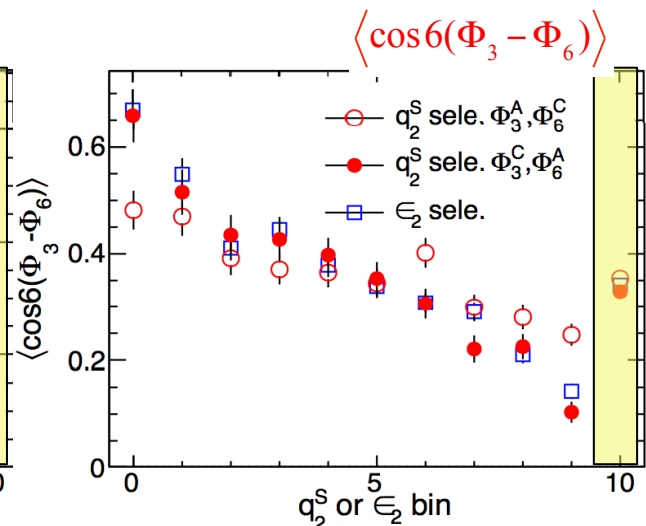 ⟨cos6(Φ₃ − Φ₆)⟩
q₂ˢ sele. Φ₃ᴬ,Φ₆ᶜ
q₂ˢ sele. Φ₃ᶜ,Φ₆ᴬ
∈₂ sele.
⟨cos6(Φ₃-Φ₆)⟩
0.6
0.4
0.2
0
0
0
5
10
q₂ˢ or ∈₂ bin